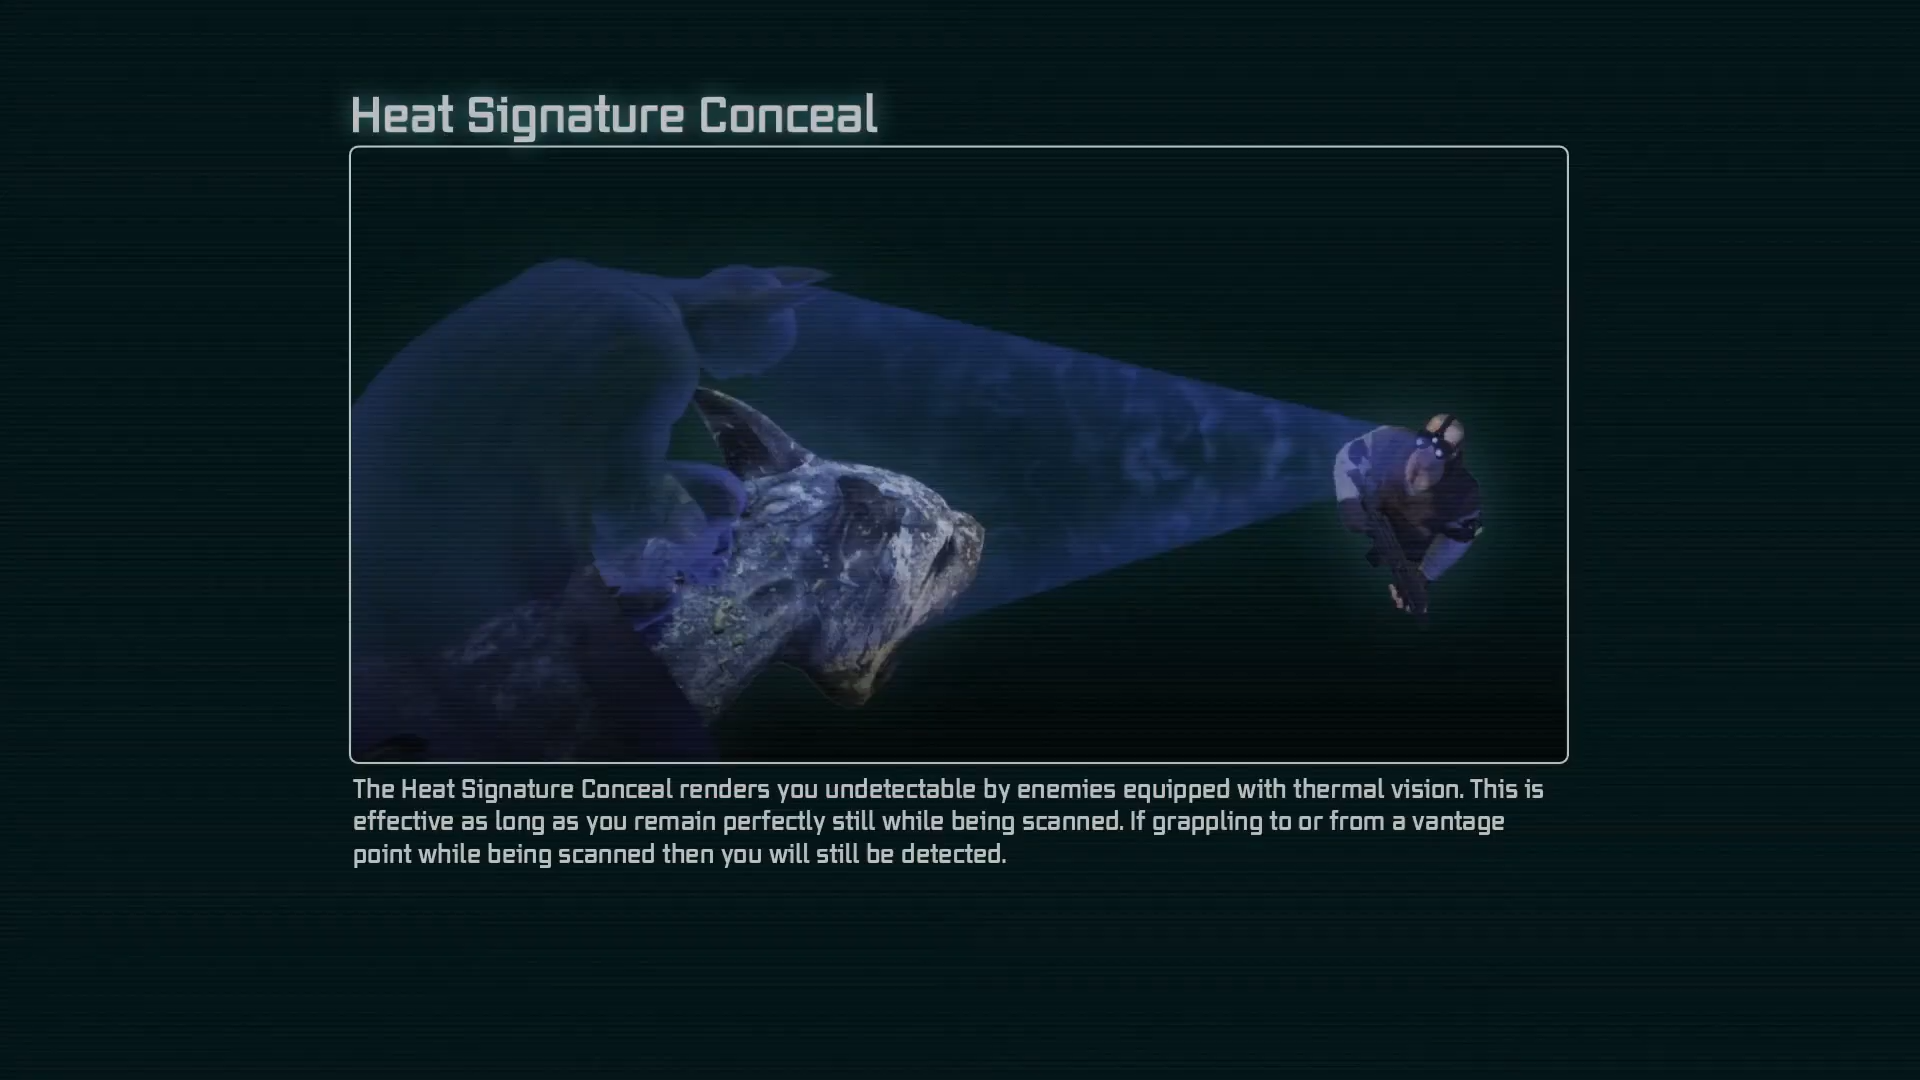 Heat Signature Conceal
The Heat Signature Conceal renders you undetectable by enemies equipped with thermal vision. This is
effective as long as you remain perfectly still while being scanned. If grappling to or from a vantage
point while being scanned then you will still be detected.